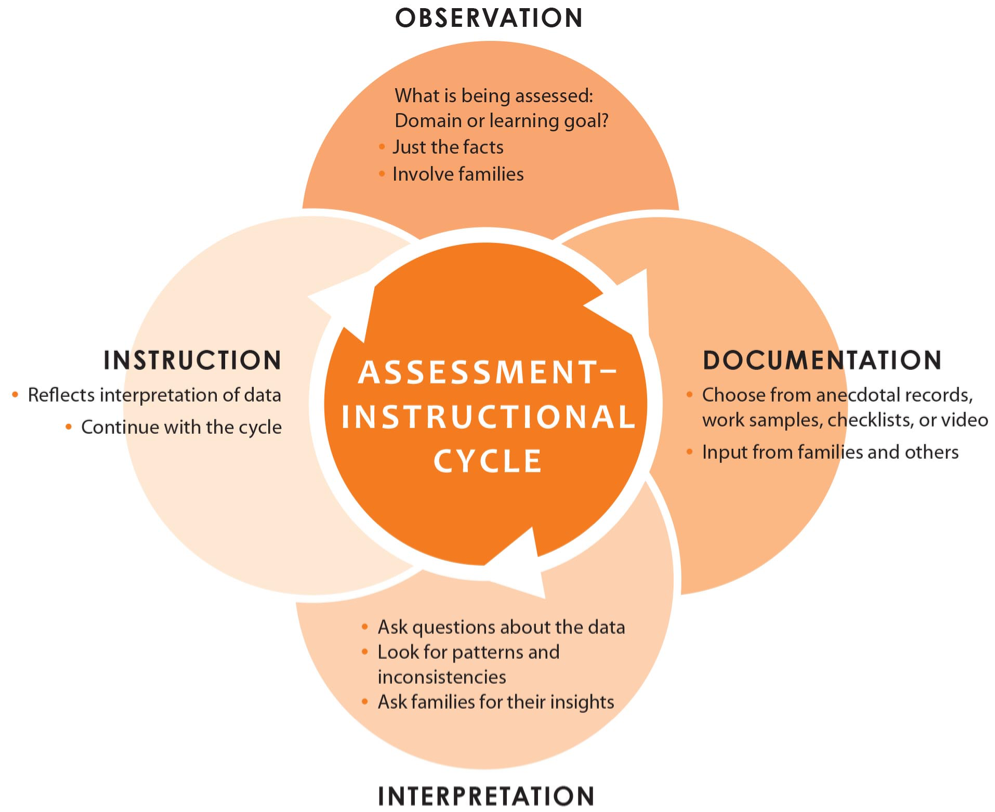 OBSERVATION
What is being assessed:
Domain or learning goal?
• Just the facts
• Involve families
DOCUMENTATION
• Choose from anecdotal records,
work samples, checklists, or video
• Input from families and others
INTERPRETATION
• Ask questions about the data
• Look for patterns and
inconsistencies
• Ask families for their insights
INSTRUCTION
• Reflects interpretation of data
• Continue with the cycle
ASSESSMENT–
INSTRUCTIONAL
CYCLE